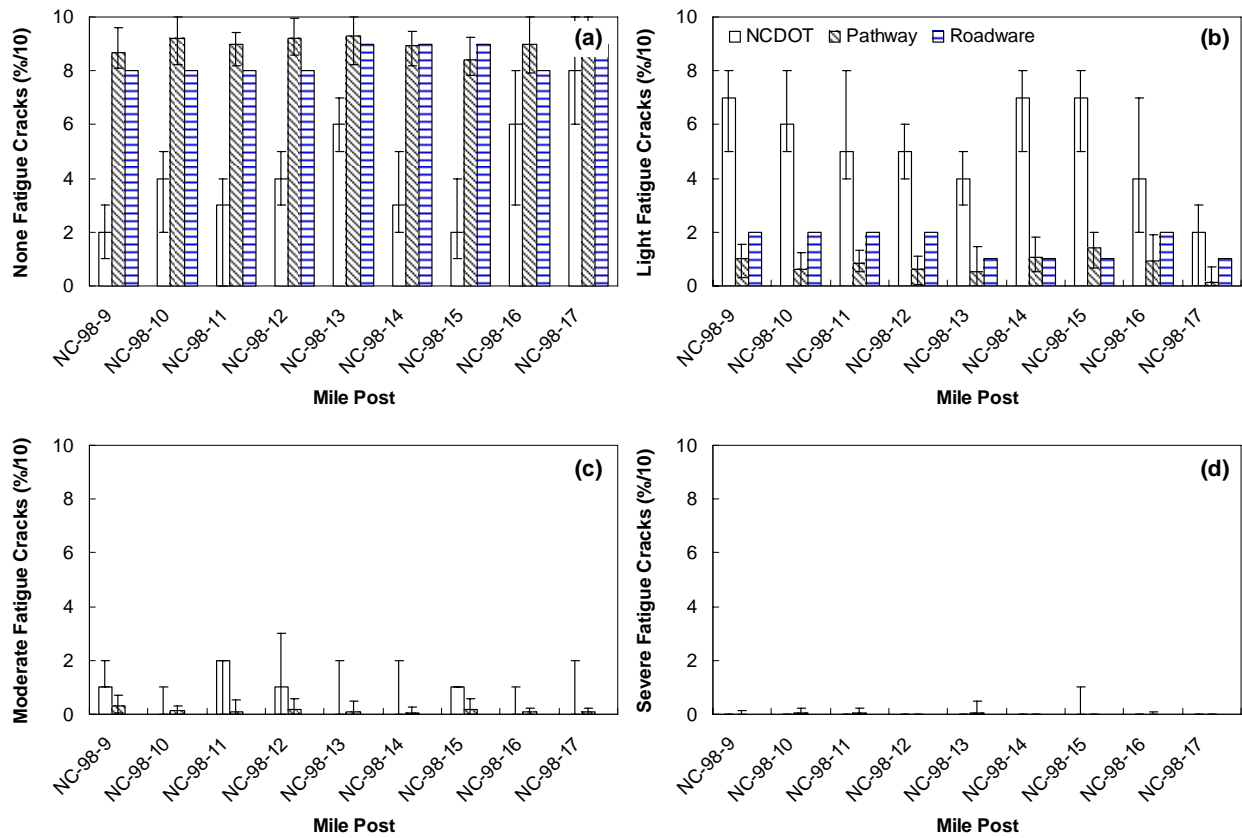 (a)
None Fatigue Cracks (%/10)
10
8
6
4
2
0
NC-98-9
NC-98-10
NC-98-11
NC-98-12
NC-98-13
NC-98-14
NC-98-15
NC-98-16
NC-98-17
Mile Post
(b)
NCDOT Pathway Roadware
Light Fatigue Cracks (%/10)
10
8
6
4
2
0
NC-98-9
NC-98-10
NC-98-11
NC-98-12
NC-98-13
NC-98-14
NC-98-15
NC-98-16
NC-98-17
Mile Post
(c)
Moderate Fatigue Cracks (%/10)
10
8
6
4
2
0
NC-98-9
NC-98-10
NC-98-11
NC-98-12
NC-98-13
NC-98-14
NC-98-15
NC-98-16
NC-98-17
Mile Post
(d)
Severe Fatigue Cracks (%/10)
10
8
6
4
2
0
NC-98-9
NC-98-10
NC-98-11
NC-98-12
NC-98-13
NC-98-14
NC-98-15
NC-98-16
NC-98-17
Mile Post